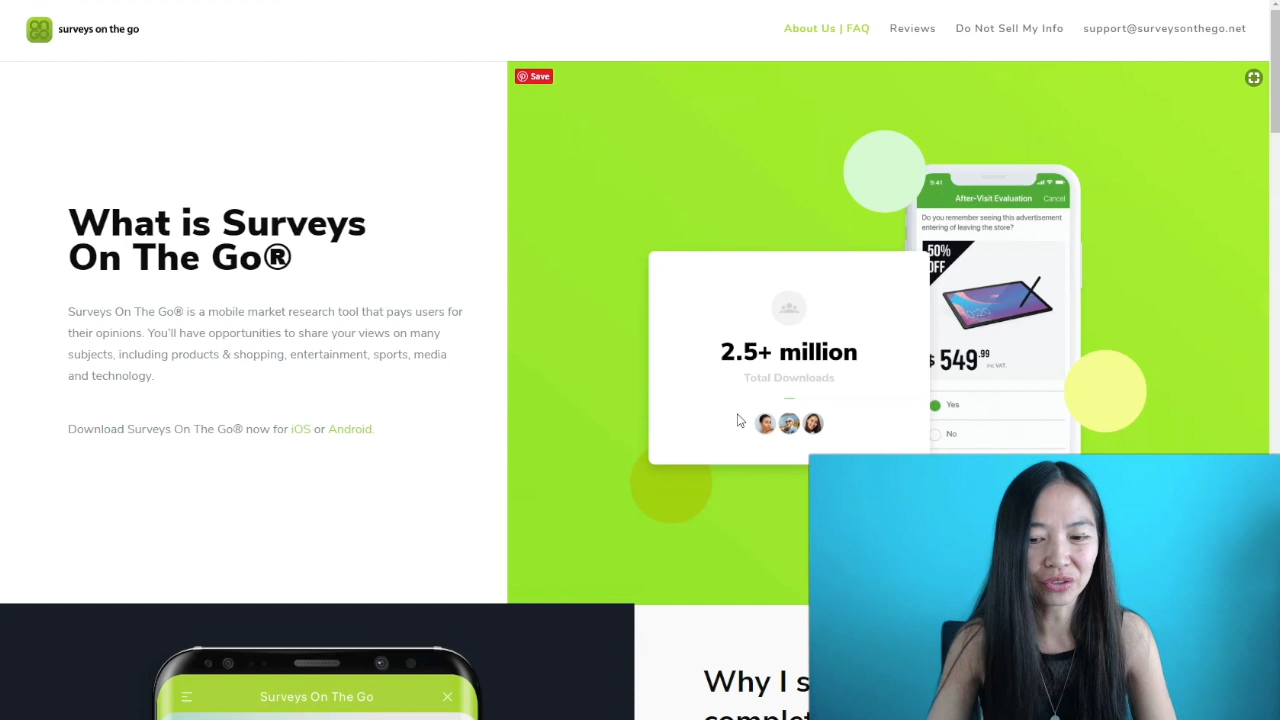 surveys on the go
About Us | FAQ
Reviews
Do Not Sell My Info
support@surveysonthego.net
Save
What is Surveys
On The Go®
Surveys On The Go® is a mobile market research tool that pays users for
their opinions. You'll have opportunities to share your views on many
subjects, including products & shopping, entertainment, sports, media
and technology.
Download Surveys On The Go® now for iOS or Android.
2.5+ million
Total Downloads
9:41
After-Visit Evaluation
Cancel
Do you remember seeing this advertisement
entering of leaving the store?
50%
OFF
$ 549.99
inc VAT.
Yes
No
Surveys On The Go
Why I s